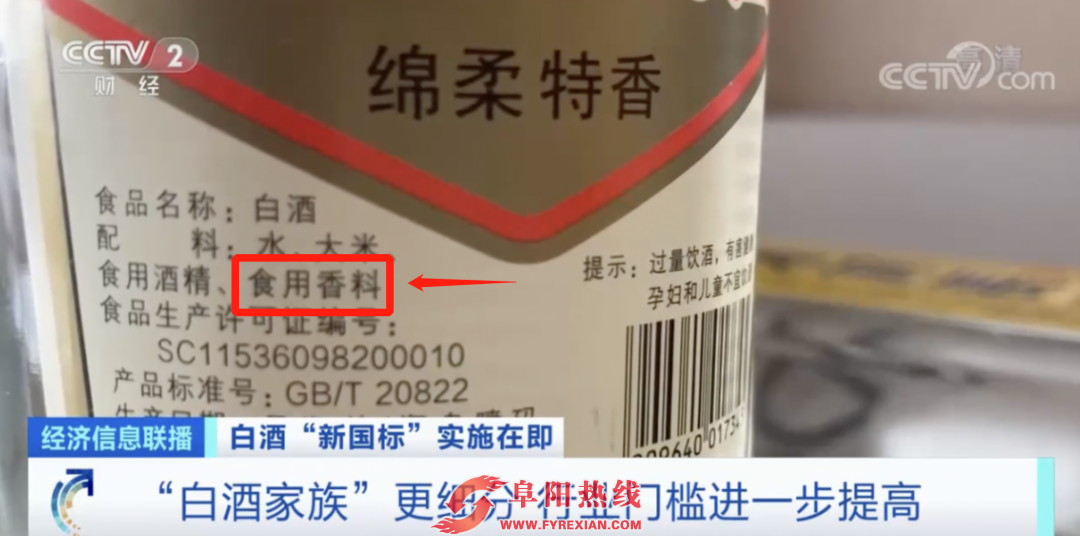 CCTV 2
财经
高清
CCTV.com
绵柔特香
食品名称：白酒
配 料：水、大米、
食用酒精、食用香料
食品生产许可证编号：
SC11536098200010
产品标准号：GB/T 20822
提示：过量饮酒，有害健康
孕妇和儿童不宜饮
经济信息联播
白酒“新国标”实施在即
“白酒家族”更细分 行业门槛进一步提高
阜阳热线
WWW.FYREXIAN.COM